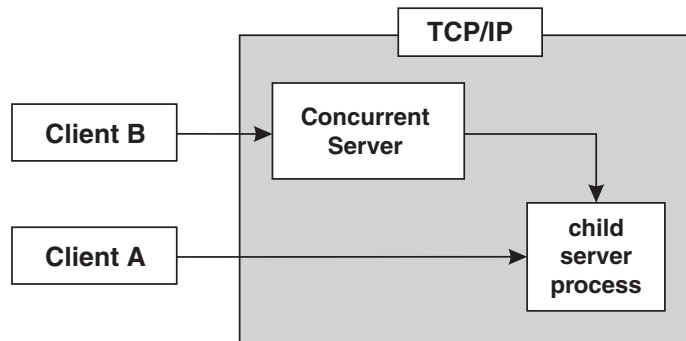 TCP/IP
Client B
Concurrent
Server
Client A
child
server
process